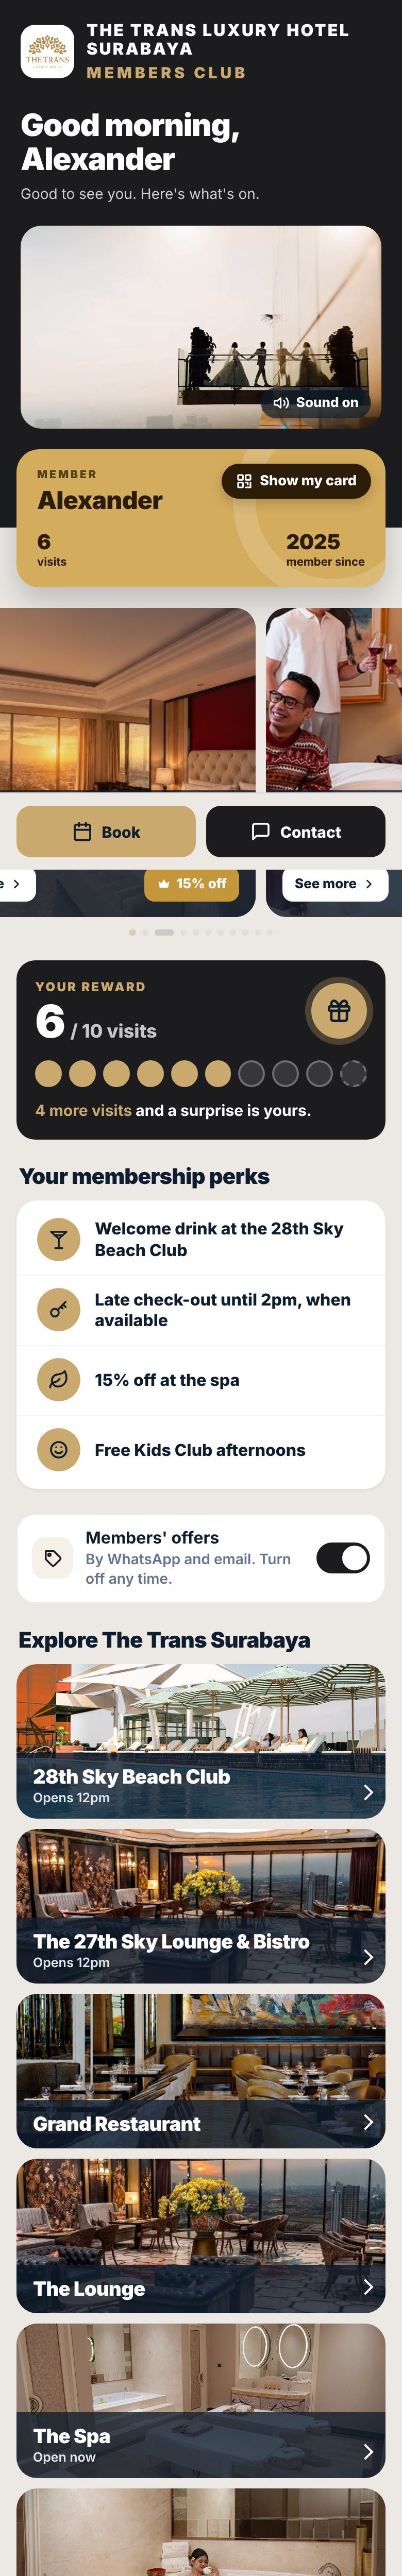 THE TRANS
LUXURY HOTEL
THE TRANS LUXURY HOTEL
SURABAYA
MEMBERS CLUB
Good morning,
Alexander
Good to see you. Here's what's on.
Sound on
MEMBER
Alexander
Show my card
6
visits
2025
member since
Book
Contact
e
15% off
See more
YOUR REWARD
6 / 10 visits
4 more visits and a surprise is yours.
Your membership perks
Welcome drink at the 28th Sky
Beach Club
Late check-out until 2pm, when
available
15% off at the spa
Free Kids Club afternoons
Members' offers
By WhatsApp and email. Turn
off any time.
Explore The Trans Surabaya
28th Sky Beach Club
Opens 12pm
The 27th Sky Lounge & Bistro
Opens 12pm
Grand Restaurant
The Lounge
The Spa
Open now